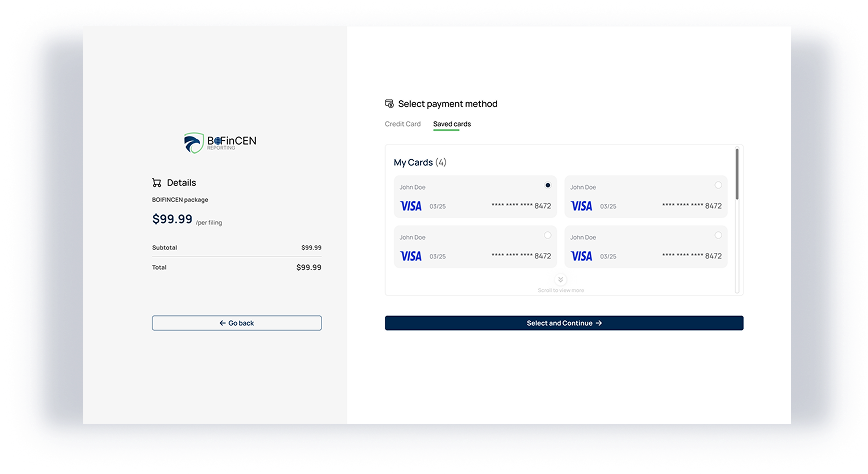 BOFinCEN
REPORTING
Details
BOIFINCEN package
$99.99 /per filing
Subtotal $99.99
Total $99.99
← Go back
Select payment method
Credit Card Saved cards
My Cards (4)
John Doe
VISA 03/25 **** **** **** 8472
John Doe
VISA 03/25 **** **** **** 8472
John Doe
VISA 03/25 **** **** **** 8472
John Doe
VISA 03/25 **** **** **** 8472
Scroll to view more
Select and Continue →